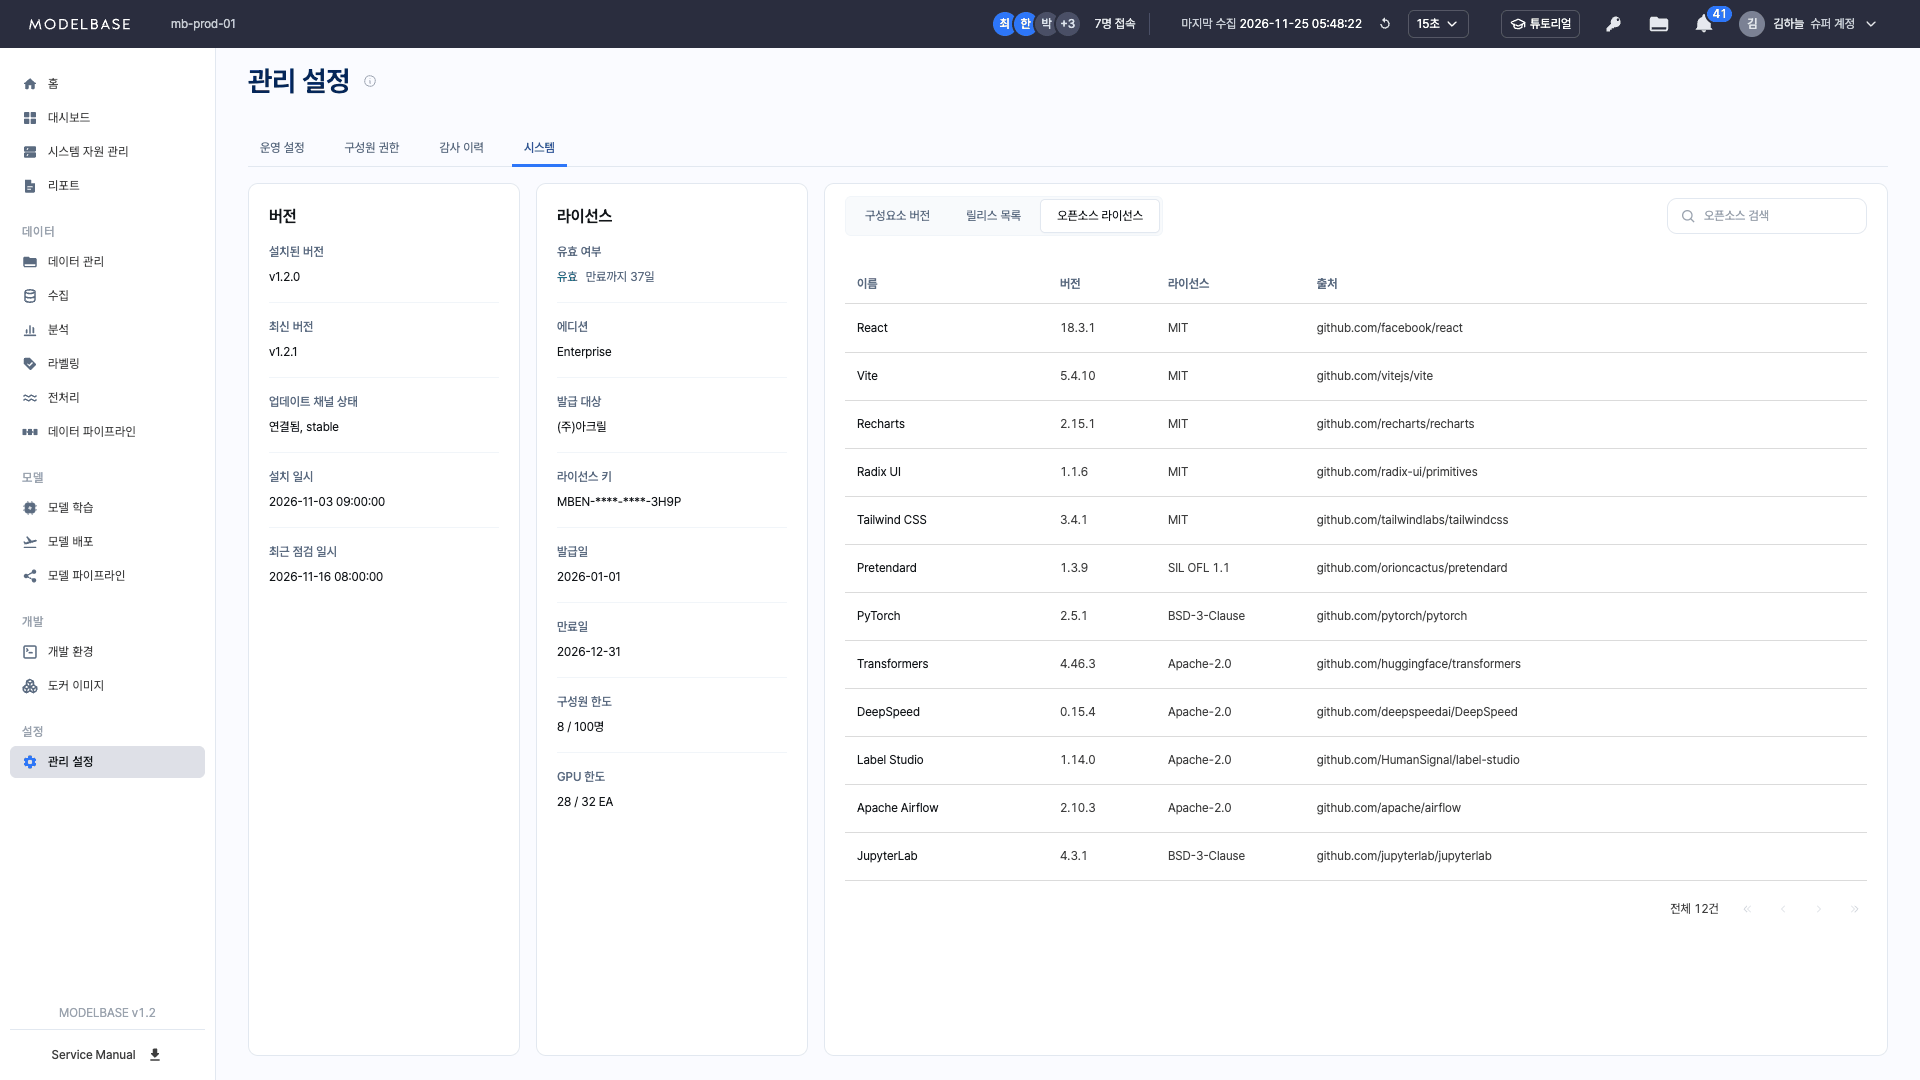 MODELBASE
mb-prod-01
최 한 박 +3 7명 접속
마지막 수집 2026-11-25 05:48:22
15초
튜토리얼
41
김 김하늘 슈퍼 계정
홈
대시보드
시스템 자원 관리
리포트
데이터
데이터 관리
수집
분석
라벨링
전처리
데이터 파이프라인
모델
모델 학습
모델 배포
모델 파이프라인
개발
개발 환경
도커 이미지
설정
관리 설정
MODELBASE v1.2
Service Manual
관리 설정
운영 설정 구성원 권한 감사 이력 시스템
버전
설치된 버전
v1.2.0
최신 버전
v1.2.1
업데이트 채널 상태
연결됨, stable
설치 일시
2026-11-03 09:00:00
최근 점검 일시
2026-11-16 08:00:00
라이선스
유효 여부
유효 만료까지 37일
에디션
Enterprise
발급 대상
(주)아크릴
라이선스 키
MBEN-****-****-3H9P
발급일
2026-01-01
만료일
2026-12-31
구성원 한도
8 / 100명
GPU 한도
28 / 32 EA
구성요소 버전 릴리스 목록 오픈소스 라이선스
오픈소스 검색
이름 버전 라이선스 출처
React 18.3.1 MIT github.com/facebook/react
Vite 5.4.10 MIT github.com/vitejs/vite
Recharts 2.15.1 MIT github.com/recharts/recharts
Radix UI 1.1.6 MIT github.com/radix-ui/primitives
Tailwind CSS 3.4.1 MIT github.com/tailwindlabs/tailwindcss
Pretendard 1.3.9 SIL OFL 1.1 github.com/orioncactus/pretendard
PyTorch 2.5.1 BSD-3-Clause github.com/pytorch/pytorch
Transformers 4.46.3 Apache-2.0 github.com/huggingface/transformers
DeepSpeed 0.15.4 Apache-2.0 github.com/deepspeedai/DeepSpeed
Label Studio 1.14.0 Apache-2.0 github.com/HumanSignal/label-studio
Apache Airflow 2.10.3 Apache-2.0 github.com/apache/airflow
JupyterLab 4.3.1 BSD-3-Clause github.com/jupyterlab/jupyterlab
전체 12건